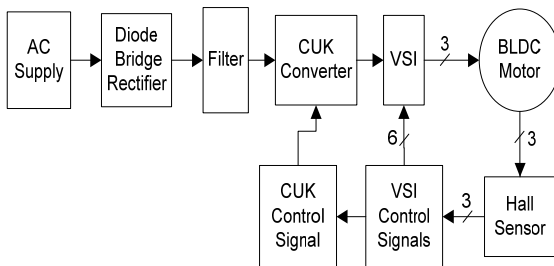 AC
Supply
Diode
Bridge
Rectifier
Filter
CUK
Converter
VSI
3
BLDC
Motor
6
3
CUK
Control
Signal
VSI
Control
Signals
3
Hall
Sensor